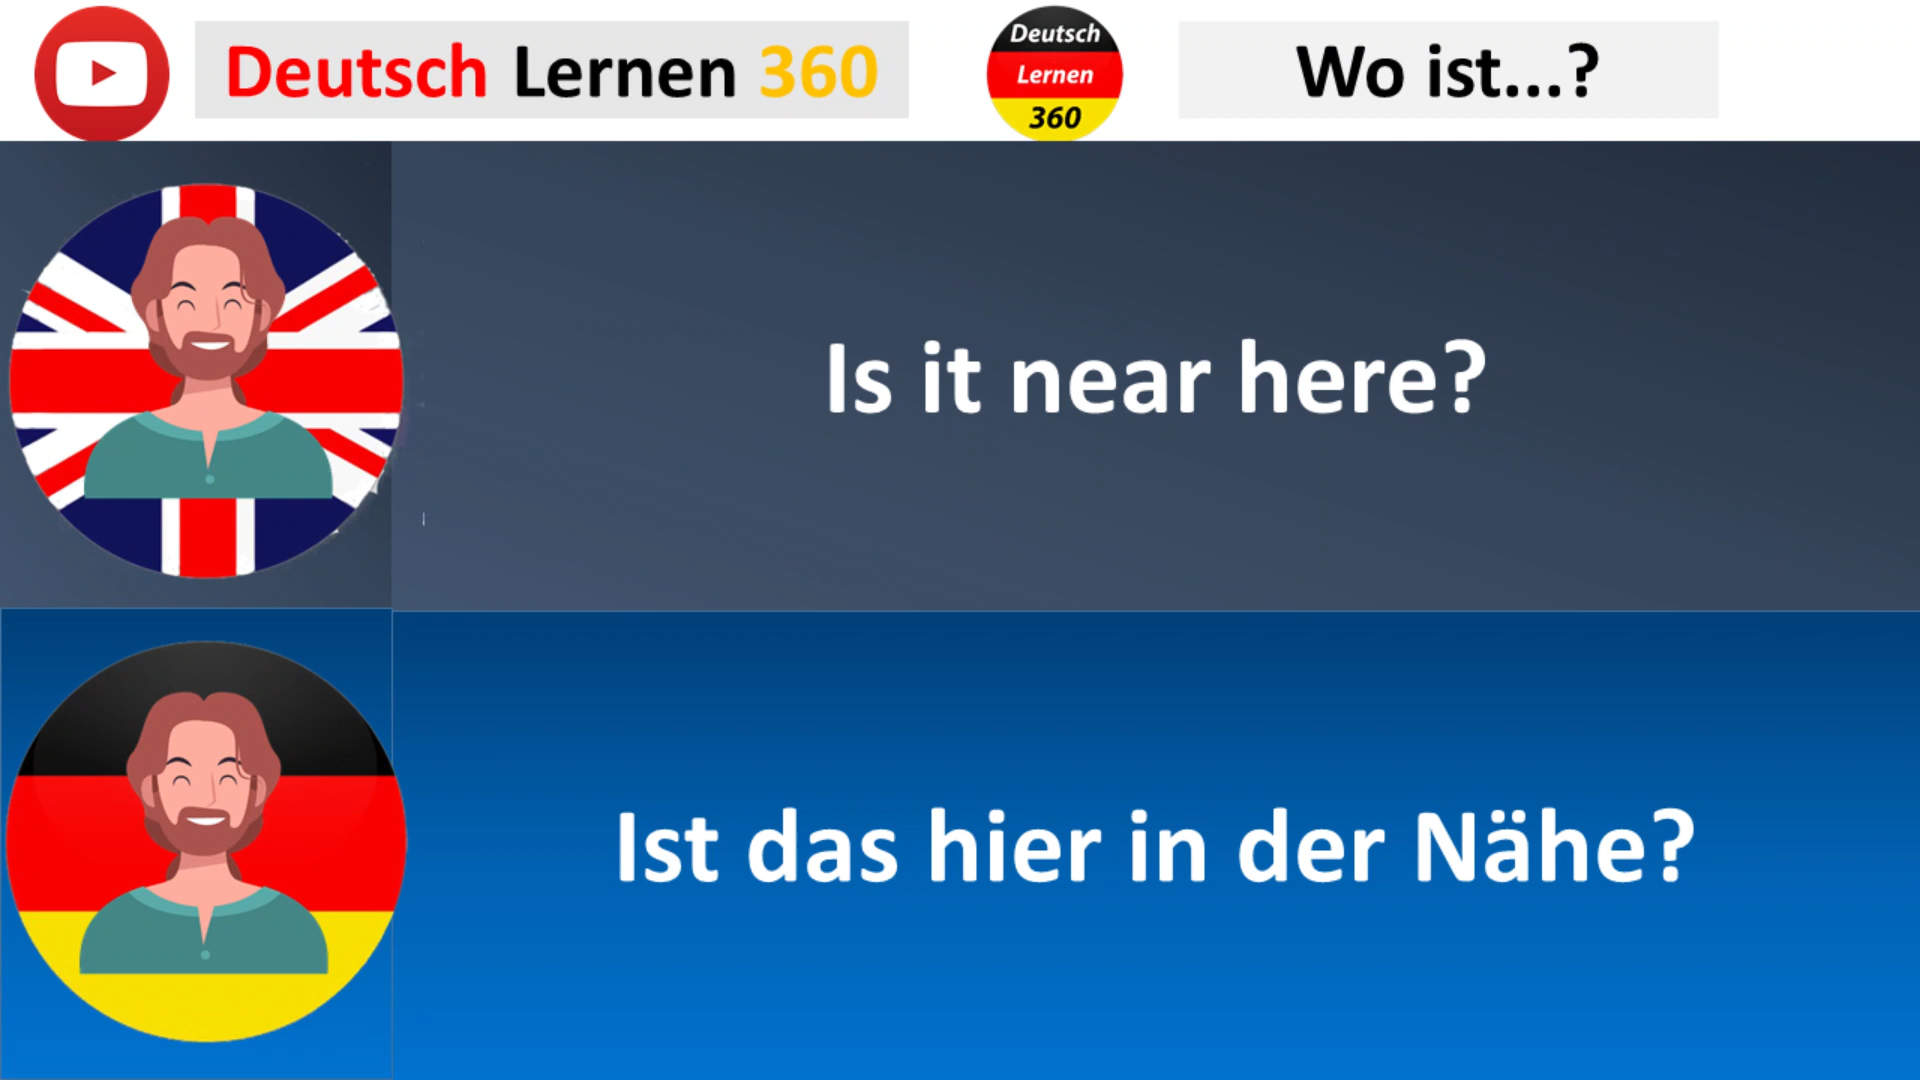 Deutsch Lernen 360
Deutsch
Lernen
360
Wo ist...?
Is it near here?
Ist das hier in der Nähe?